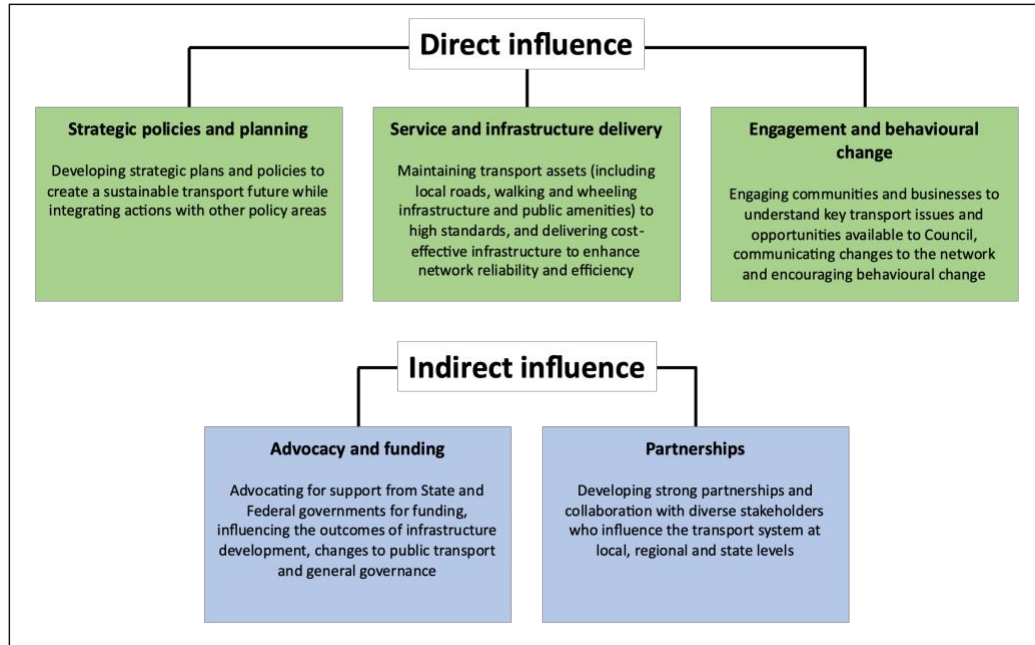 Direct influence
Strategic policies and planning
Developing strategic plans and policies to
create a sustainable transport future while
integrating actions with other policy areas
Service and infrastructure delivery
Maintaining transport assets (including
local roads, walking and wheeling
infrastructure and public amenities) to
high standards, and delivering cost-
effective infrastructure to enhance
network reliability and efficiency
Engagement and behavioural
change
Engaging communities and businesses to
understand key transport issues and
opportunities available to Council,
communicating changes to the network
and encouraging behavioural change
Indirect influence
Advocacy and funding
Advocating for support from State and
Federal governments for funding,
influencing the outcomes of infrastructure
development, changes to public transport
and general governance
Partnerships
Developing strong partnerships and
collaboration with diverse stakeholders
who influence the transport system at
local, regional and state levels